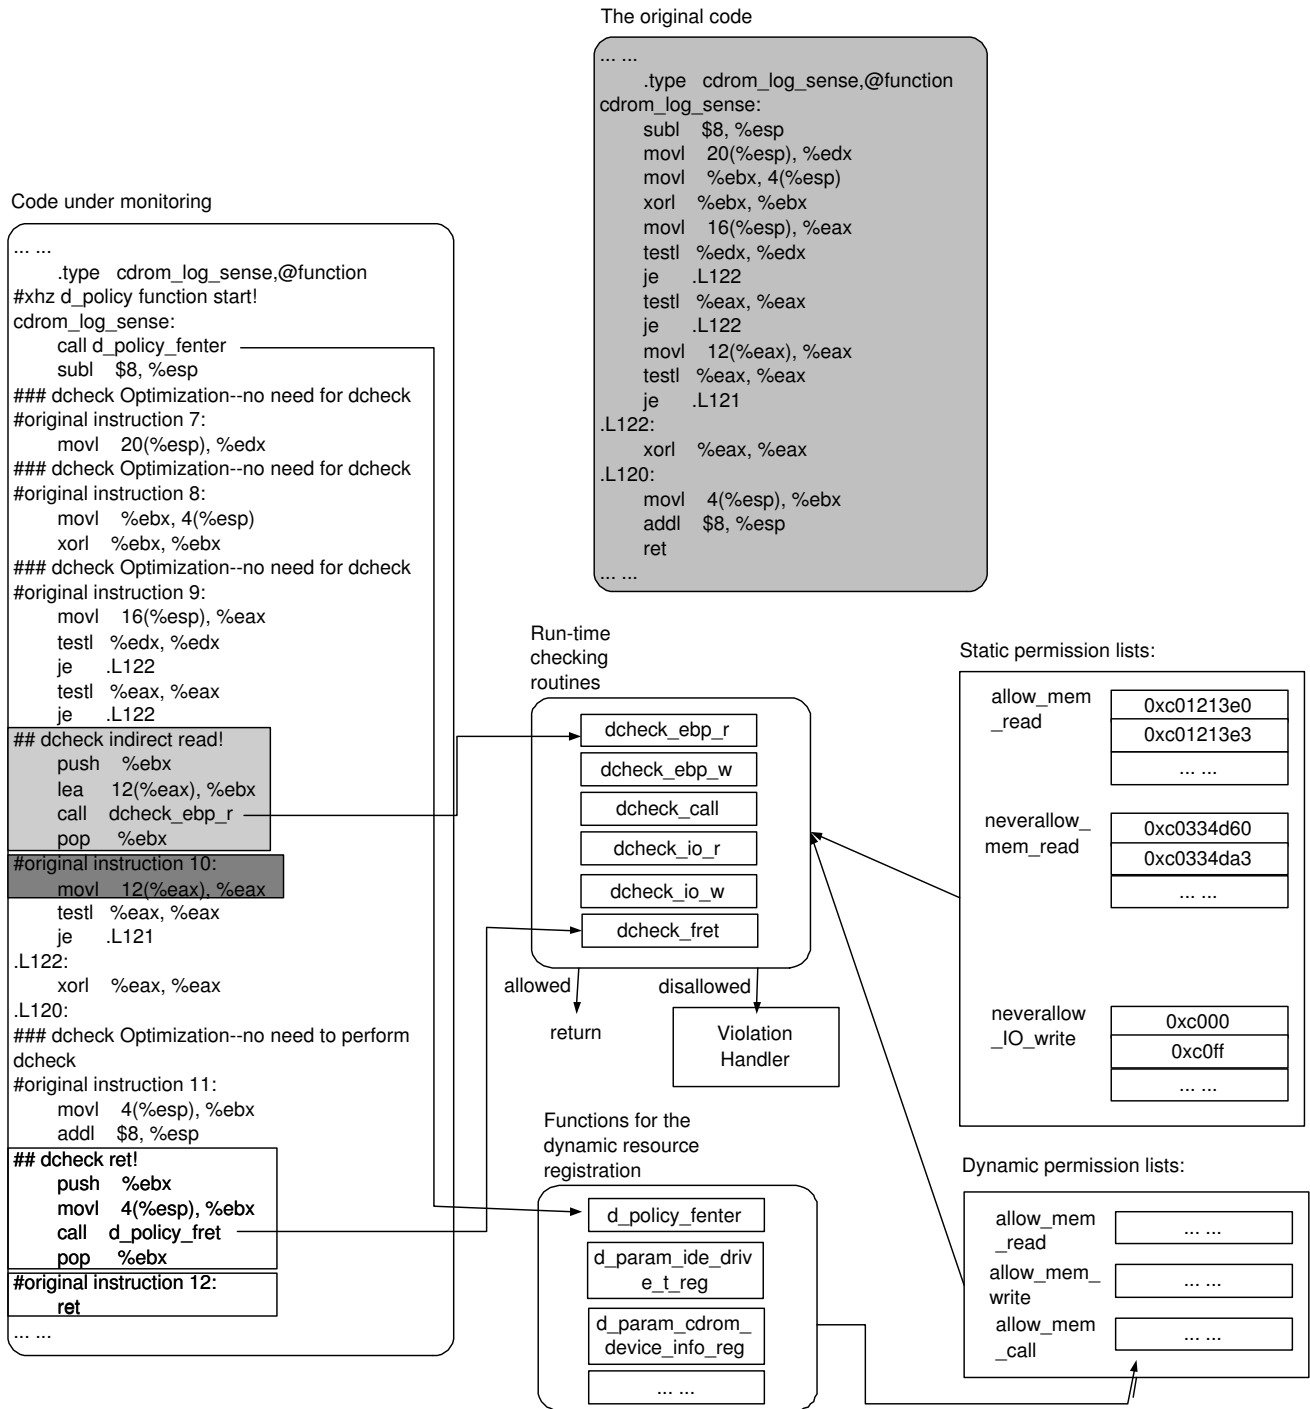 The original code
... ...
.type cdrom_log_sense,@function
cdrom_log_sense:
subl $8, %esp
movl 20(%esp), %edx
movl %ebx, 4(%esp)
xorl %ebx, %ebx
movl 16(%esp), %eax
testl %edx, %edx
je .L122
testl %eax, %eax
je .L122
movl 12(%eax), %eax
testl %eax, %eax
je .L121
.L122:
xorl %eax, %eax
.L120:
movl 4(%esp), %ebx
addl $8, %esp
ret
... ...
Code under monitoring
... ...
.type cdrom_log_sense,@function
#xhz d_policy function start!
cdrom_log_sense:
call d_policy_fenter
subl $8, %esp
### dcheck Optimization--no need for dcheck
#original instruction 7:
movl 20(%esp), %edx
### dcheck Optimization--no need for dcheck
#original instruction 8:
movl %ebx, 4(%esp)
xorl %ebx, %ebx
### dcheck Optimization--no need for dcheck
#original instruction 9:
movl 16(%esp), %eax
testl %edx, %edx
je .L122
testl %eax, %eax
je .L122
## dcheck indirect read!
push %ebx
lea 12(%eax), %ebx
call dcheck_ebp_r
pop %ebx
#original instruction 10:
movl 12(%eax), %eax
testl %eax, %eax
je .L121
.L122:
xorl %eax, %eax
.L120:
### dcheck Optimization--no need to perform
dcheck
#original instruction 11:
movl 4(%esp), %ebx
addl $8, %esp
## dcheck ret!
push %ebx
movl 4(%esp), %ebx
call d_policy_fret
pop %ebx
#original instruction 12:
ret
... ...
Run-time
checking
routines
dcheck_ebp_r
dcheck_ebp_w
dcheck_call
dcheck_io_r
dcheck_io_w
dcheck_fret
allowed
disallowed
return
Violation
Handler
Functions for the
dynamic resource
registration
d_policy_fenter
d_param_ide_driv
e_t_reg
d_param_cdrom_
device_info_reg
... ...
Static permission lists:
allow_mem
_read
0xc01213e0
0xc01213e3
... ...
neverallow_
mem_read
0xc0334d60
0xc0334da3
... ...
neverallow
_IO_write
0xc000
0xc0ff
... ...
Dynamic permission lists:
allow_mem
_read
... ...
allow_mem_
write
... ...
allow_mem
_call
... ...